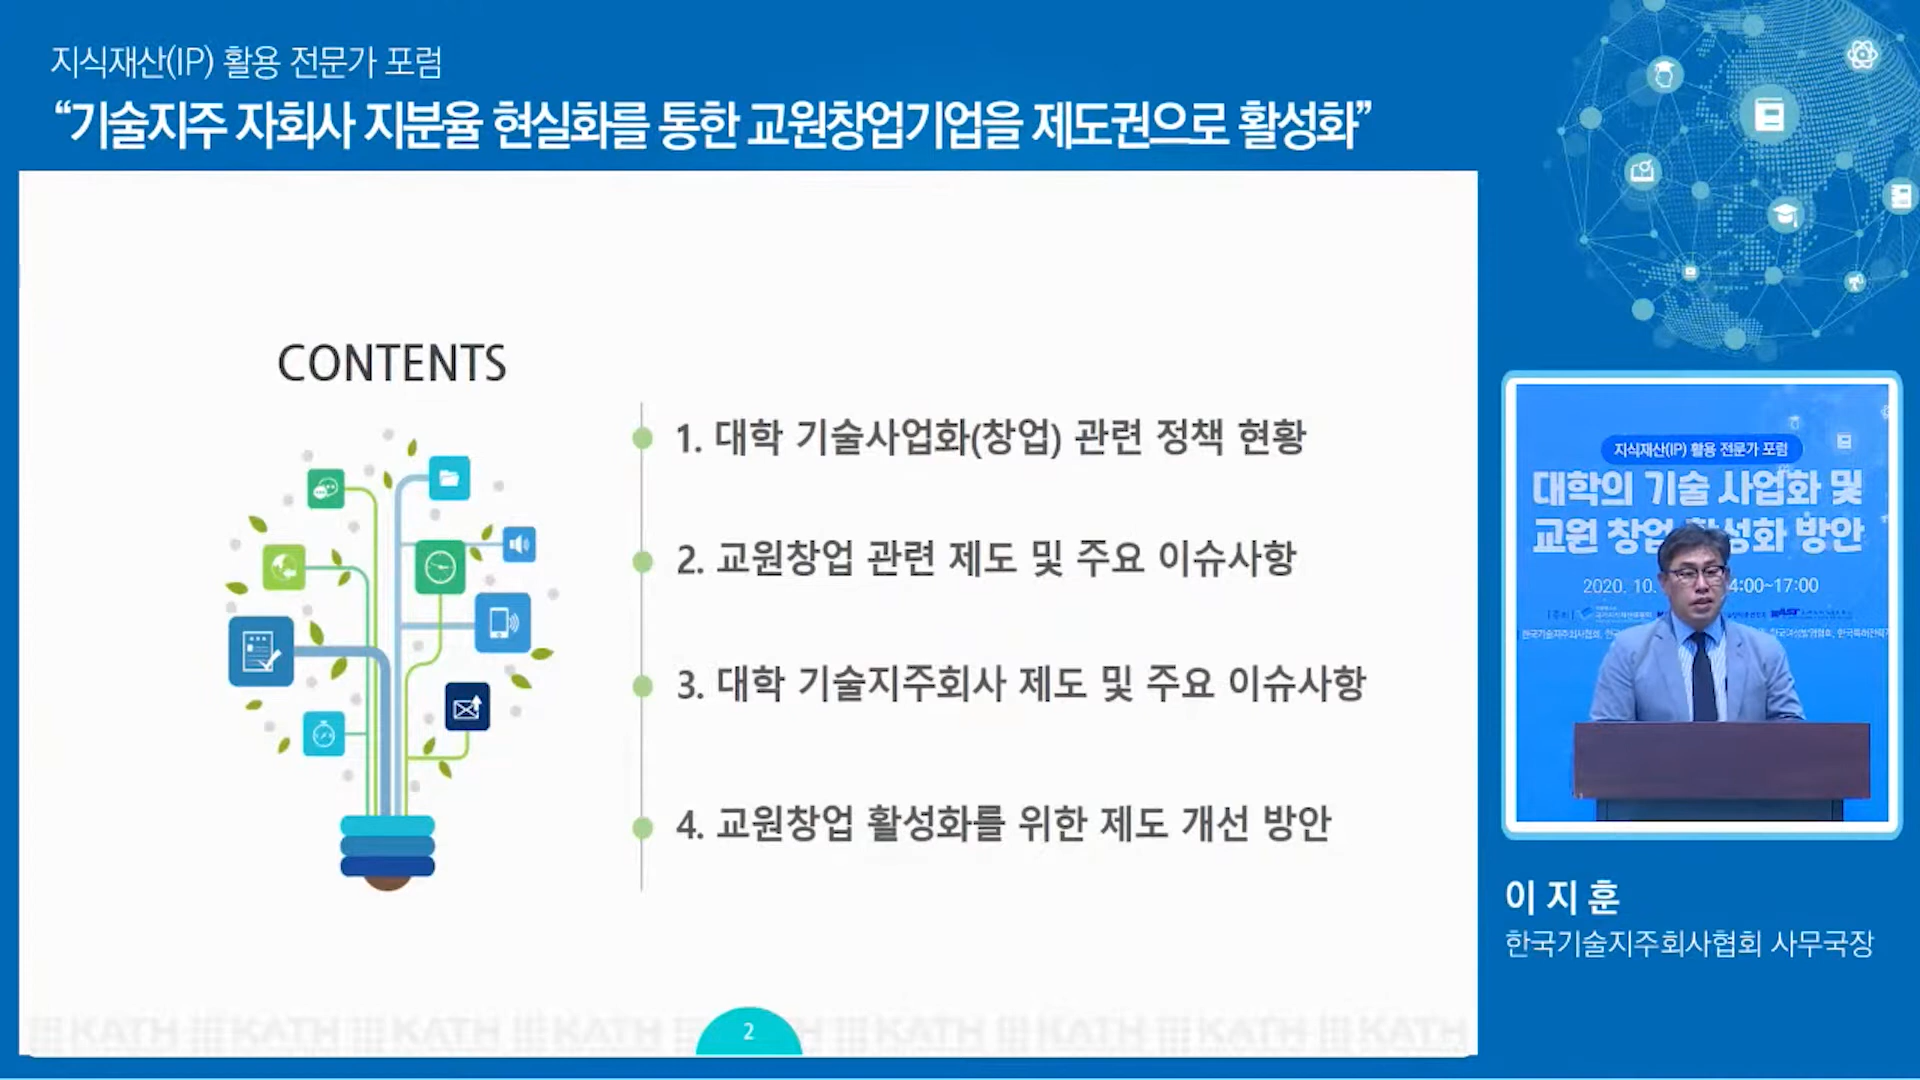 지식재산(IP) 활용 전문가 포럼
“기술지주 자회사 지분율 현실화를 통한 교원창업기업을 제도권으로 활성화”
CONTENTS
1. 대학 기술사업화(창업) 관련 정책 현황
2. 교원창업 관련 제도 및 주요 이슈사항
3. 대학 기술지주회사 제도 및 주요 이슈사항
4. 교원창업 활성화를 위한 제도 개선 방안
KATH KATH KATH KATH KATH KATH KATH
2
지식재산(IP) 활용 전문가 포럼
대학의 기술 사업화 및
교원 창업 활성화 방안
2020. 10. 4:00~17:00
이 지 훈
한국기술지주회사협회 사무국장